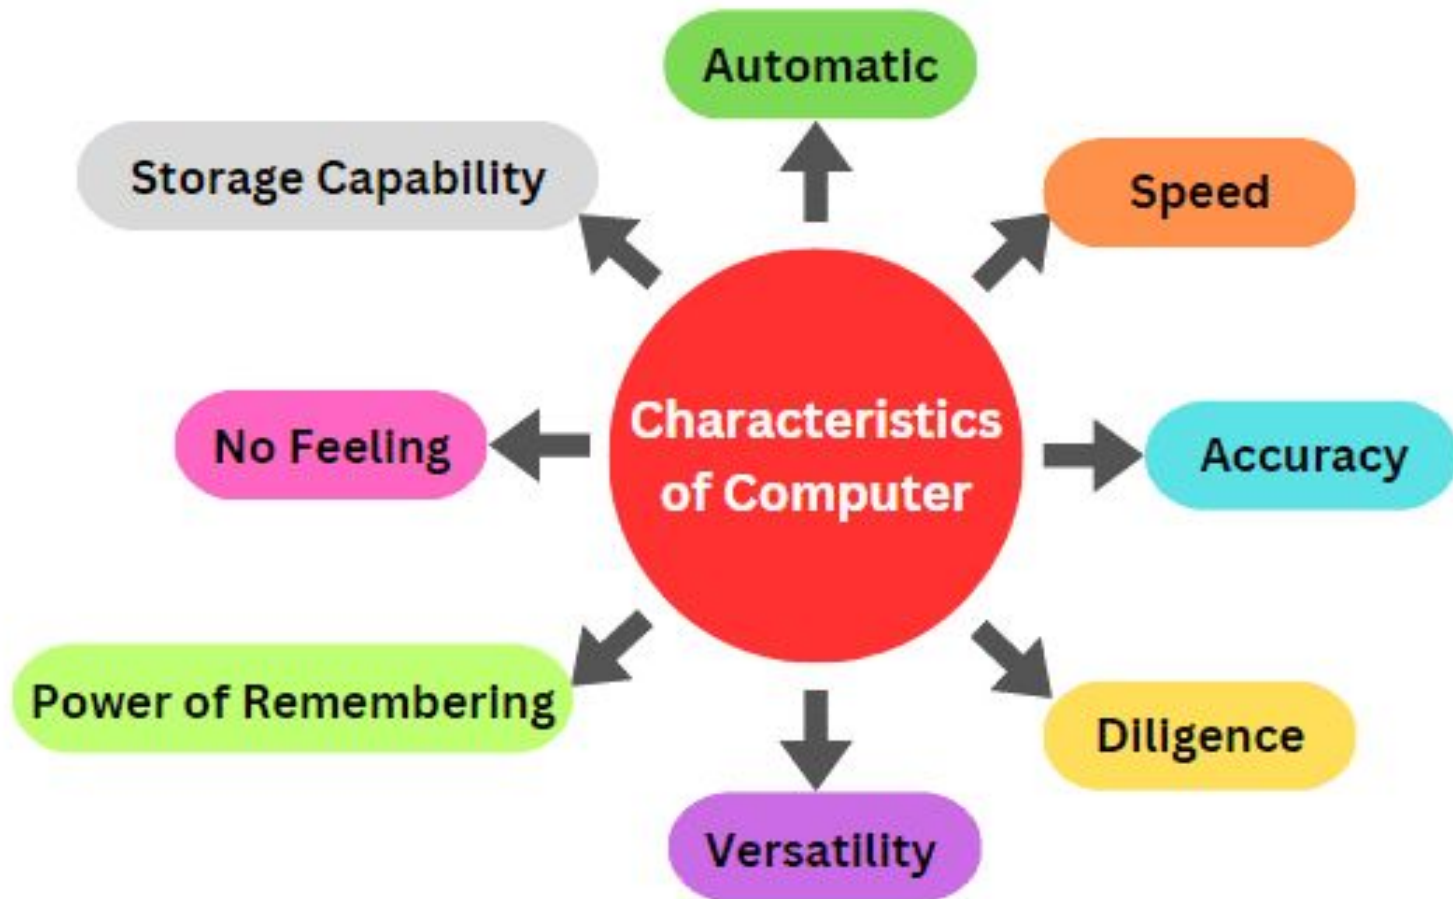 Automatic
Storage Capability
Speed
Characteristics
of Computer
No Feeling
Accuracy
Power of Remembering
Diligence
Versatility